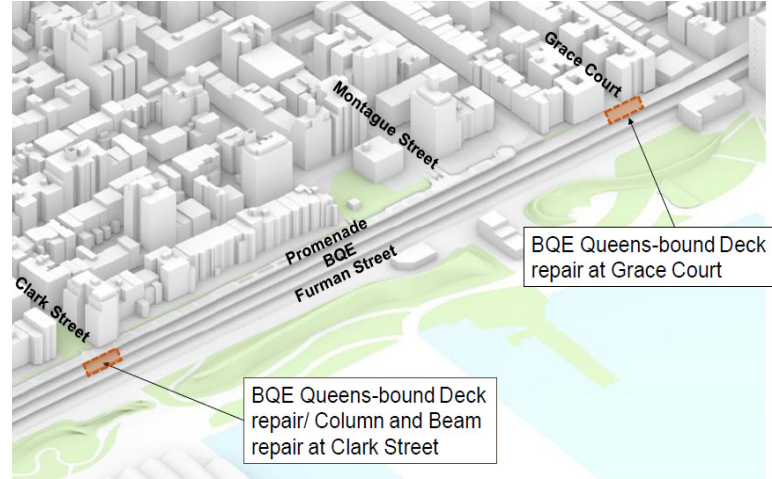 Grace Court
Montague Street
Promenade
BQE
Furman Street
BQE Queens-bound Deck
repair at Grace Court
Clark Street
BQE Queens-bound Deck
repair/ Column and Beam
repair at Clark Street